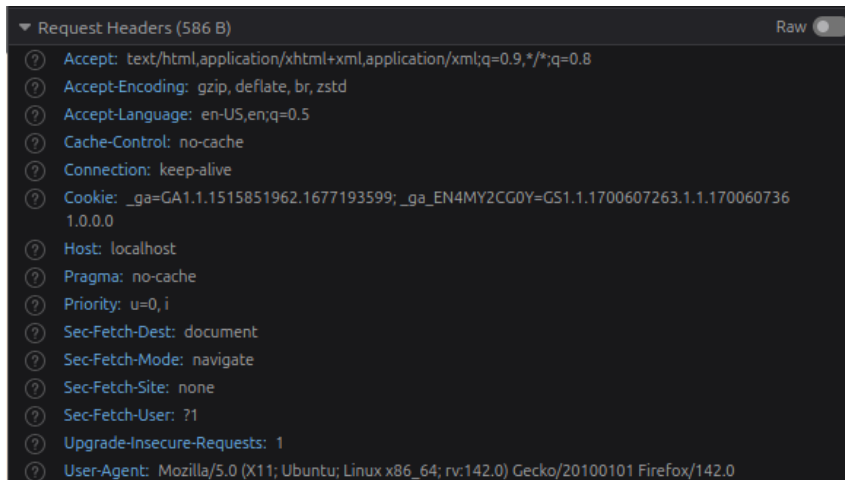 Request Headers (586 B) Raw
Accept: text/html,application/xhtml+xml,application/xml;q=0.9,*/*;q=0.8
Accept-Encoding: gzip, deflate, br, zstd
Accept-Language: en-US,en;q=0.5
Cache-Control: no-cache
Connection: keep-alive
Cookie: _ga=GA1.1.1515851962.1677193599; _ga_EN4MY2CG0Y=GS1.1.1700607263.1.1.170060736
1.0.0.0
Host: localhost
Pragma: no-cache
Priority: u=0, i
Sec-Fetch-Dest: document
Sec-Fetch-Mode: navigate
Sec-Fetch-Site: none
Sec-Fetch-User: ?1
Upgrade-Insecure-Requests: 1
User-Agent: Mozilla/5.0 (X11; Ubuntu; Linux x86_64; rv:142.0) Gecko/20100101 Firefox/142.0